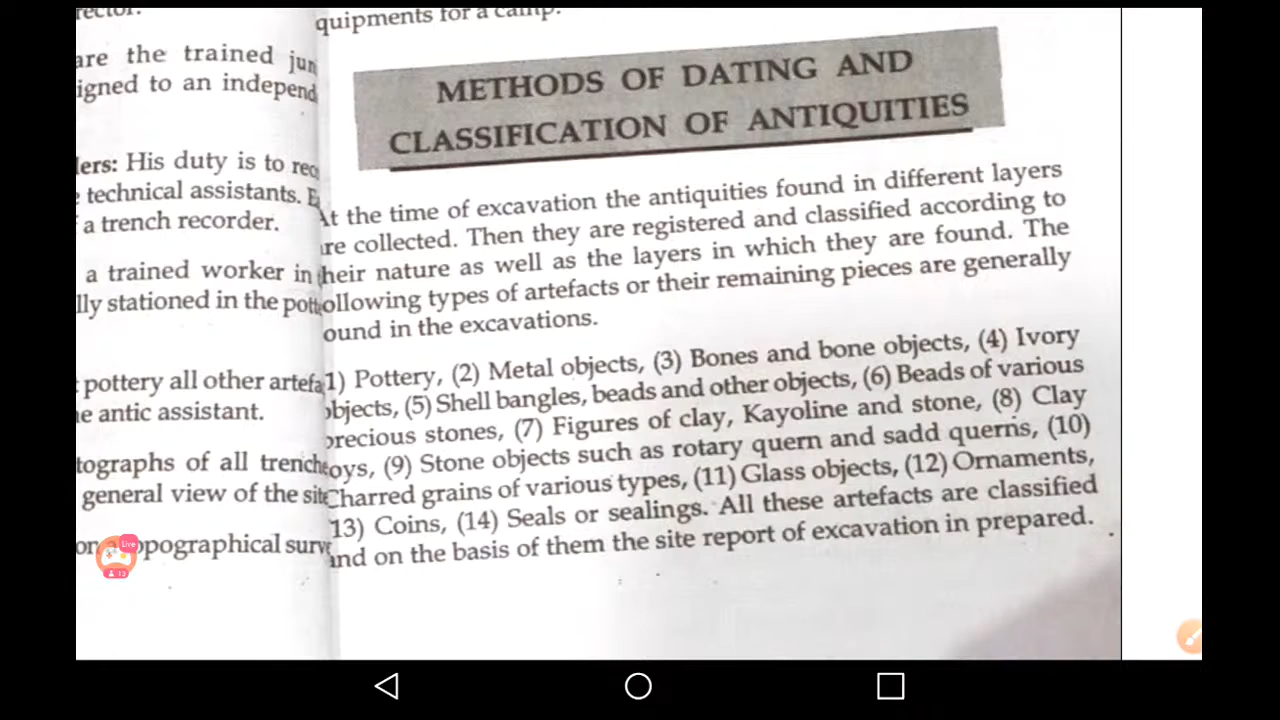 rector.
are the trained jun
igned to an independ
lers: His duty is to rec
technical assistants. E
a trench recorder.
a trained worker in
lly stationed in the potte
pottery all other artefa
e antic assistant.
tographs of all trenche
general view of the site
opographical surv
quipments for a camp.
METHODS OF DATING AND
CLASSIFICATION OF ANTIQUITIES
At the time of excavation the antiquities found in different layers
re collected. Then they are registered and classified according to
heir nature as well as the layers in which they are found. The
ollowing types of artefacts or their remaining pieces are generally
ound in the excavations.
1) Pottery, (2) Metal objects, (3) Bones and bone objects, (4) Ivory
objects, (5) Shell bangles, beads and other objects, (6) Beads of various
precious stones, (7) Figures of clay, Kayoline and stone, (8) Clay
oys, (9) Stone objects such as rotary quern and sadd querns, (10)
Charred grains of various types, (11) Glass objects, (12) Ornaments,
13) Coins, (14) Seals or sealings. All these artefacts are classified
and on the basis of them the site report of excavation in prepared.
Live
13